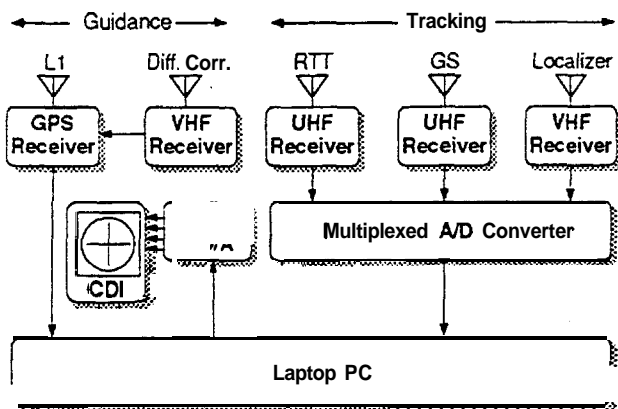 Guidance
Tracking
L1
Diff. Corr.
RTT
GS
Localizer
GPS
Receiver
VHF
Receiver
UHF
Receiver
UHF
Receiver
VHF
Receiver
Multiplexed A/D Converter
CDI
Laptop PC